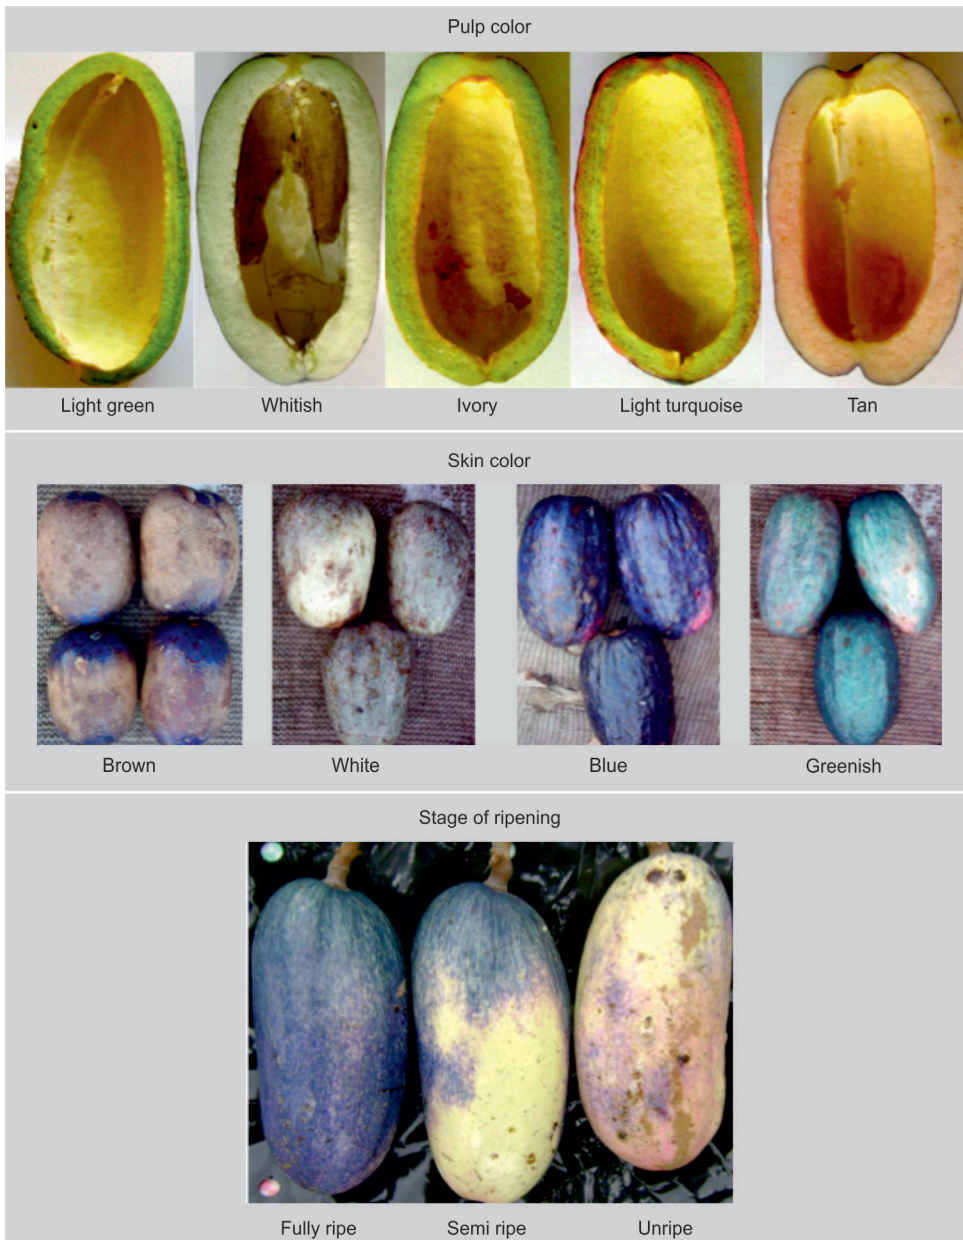 Pulp color
Light green Whitish Ivory Light turquoise Tan
Skin color
Brown White Blue Greenish
Stage of ripening
Fully ripe Semi ripe Unripe